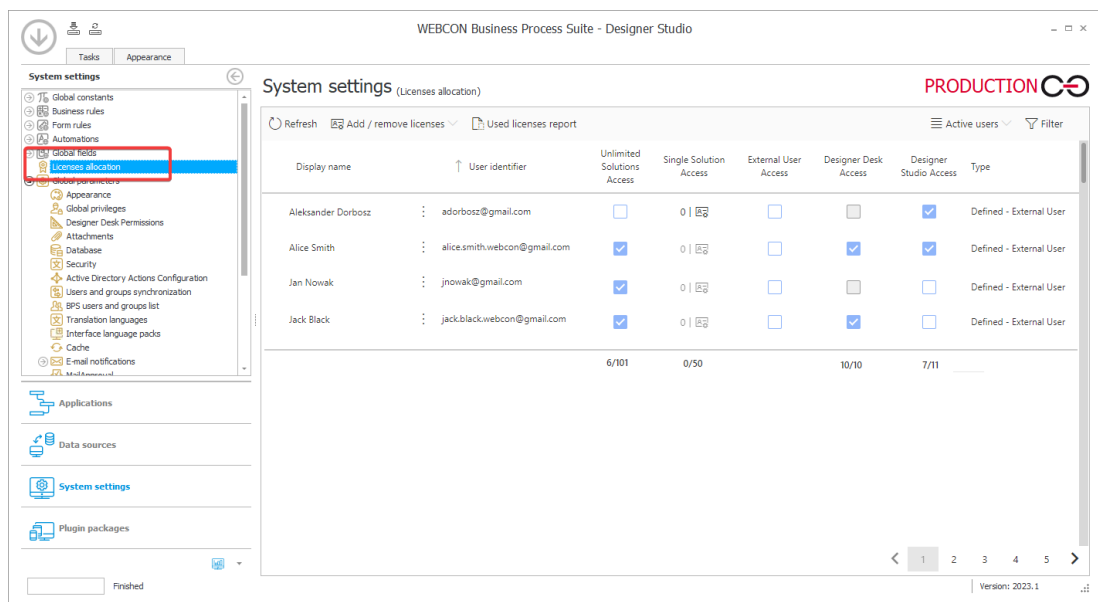 WEBCON Business Process Suite - Designer Studio
Tasks Appearance
System settings
Global constants
Business rules
Form rules
Automations
Global fields
Licenses allocation
Global parameters
Appearance
Global privileges
Designer Desk Permissions
Attachments
Database
Security
Active Directory Actions Configuration
Users and groups synchronization
BPS users and groups list
Translation languages
Interface language packs
Cache
E-mail notifications
MailApproval
Applications
Data sources
System settings
Plugin packages
Finished
System settings (Licenses allocation)
PRODUCTION
Refresh Add / remove licenses Used licenses report Active users Filter
Display name User identifier Unlimited Solutions Access Single Solution Access External User Access Designer Desk Access Designer Studio Access Type
Aleksander Dorbosz adorbosz@gmail.com 0 | Defined - External User
Alice Smith alice.smith.webcon@gmail.com 0 | Defined - External User
Jan Nowak jnowak@gmail.com 0 | Defined - External User
Jack Black jack.black.webcon@gmail.com 0 | Defined - External User
6/101 0/50 10/10 7/11
1 2 3 4 5
Version: 2023.1